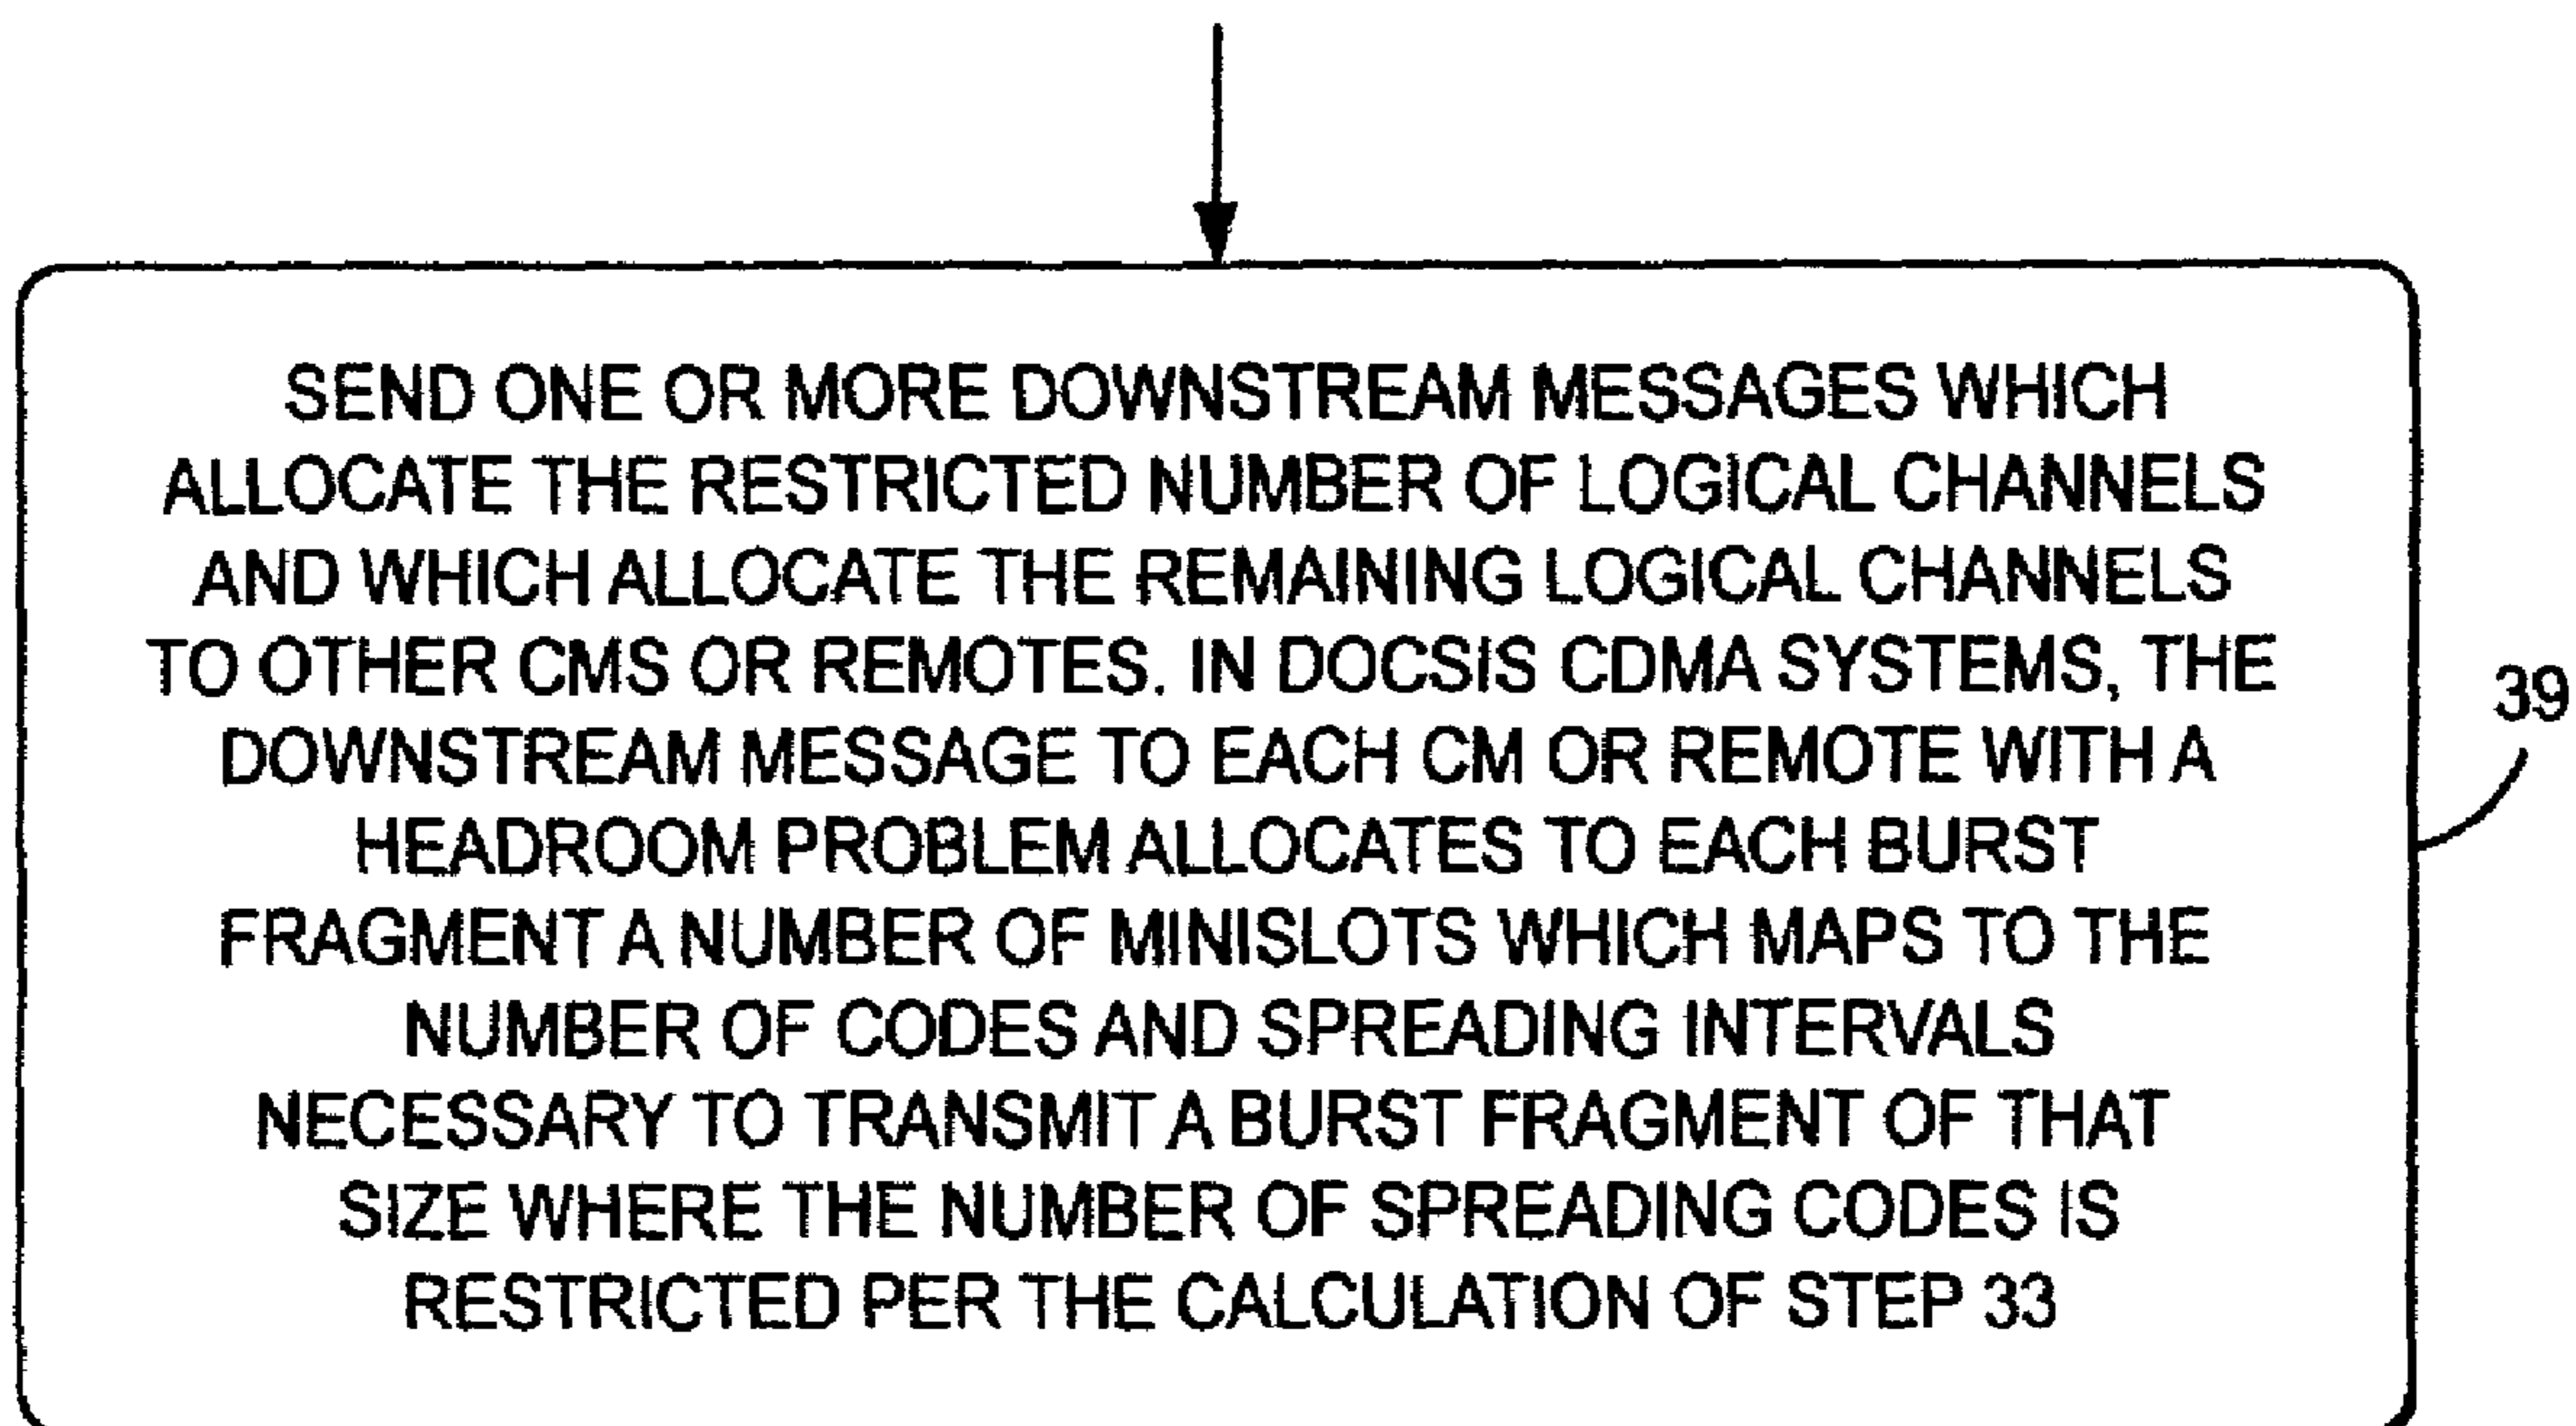 SEND ONE OR MORE DOWNSTREAM MESSAGES WHICH
ALLOCATE THE RESTRICTED NUMBER OF LOGICAL CHANNELS
AND WHICH ALLOCATE THE REMAINING LOGICAL CHANNELS
TO OTHER CMS OR REMOTES. IN DOCSIS CDMA SYSTEMS, THE
DOWNSTREAM MESSAGE TO EACH CM OR REMOTE WITH A
HEADROOM PROBLEM ALLOCATES TO EACH BURST
FRAGMENT A NUMBER OF MINISLOTS WHICH MAPS TO THE
NUMBER OF CODES AND SPREADING INTERVALS
NECESSARY TO TRANSMIT A BURST FRAGMENT OF THAT
SIZE WHERE THE NUMBER OF SPREADING CODES IS
RESTRICTED PER THE CALCULATION OF STEP 33
39